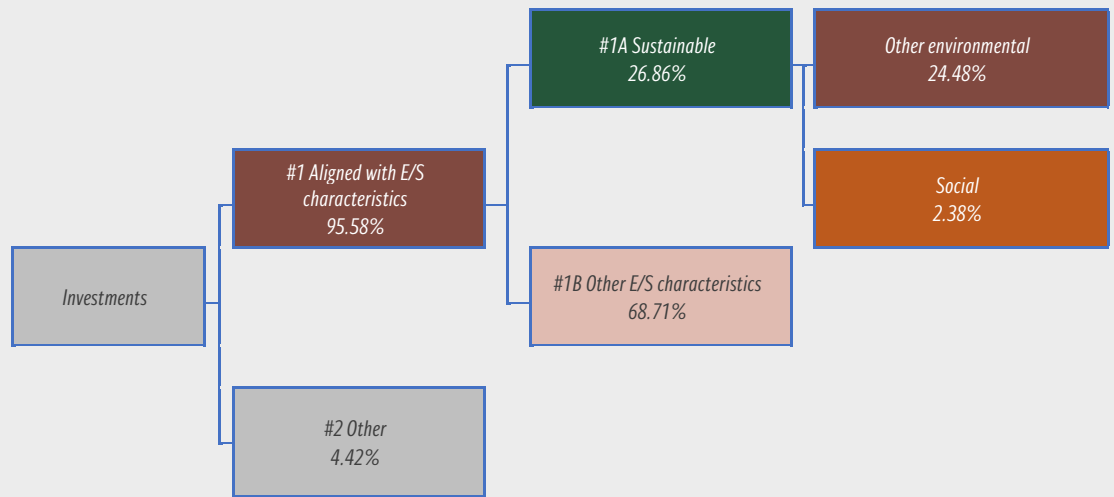 #1A Sustainable
26.86%
Other environmental
24.48%
#1 Aligned with E/S
characteristics
95.58%
Social
2.38%
Investments
#1B Other E/S characteristics
68.71%
#2 Other
4.42%